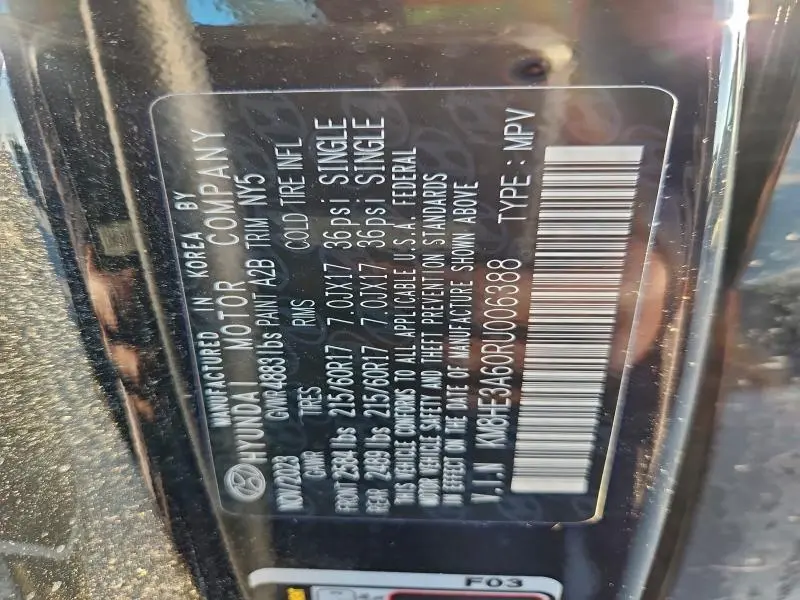 MANUFACTURED IN KOREA BY
HYUNDAI MOTOR COMPANY
NOV/2023 GVWR 4883 lbs PAINT A2B TRIM NY5
GAWR TIRES RIMS COLD TIRE INFL
FRONT 2584 lbs 215/60R17 7.0JX17 36psi SINGLE
REAR 2499 lbs 215/60R17 7.0JX17 36psi SINGLE
THIS VEHICLE CONFORMS TO ALL APPLICABLE U.S.A. FEDERAL
MOTOR VEHICLE SAFETY AND THEFT PREVENTION STANDARDS
IN EFFECT ON THE DATE OF MANUFACTURE SHOWN ABOVE
V.I.N KM8HE3A60RU006388 TYPE : MPV
F03